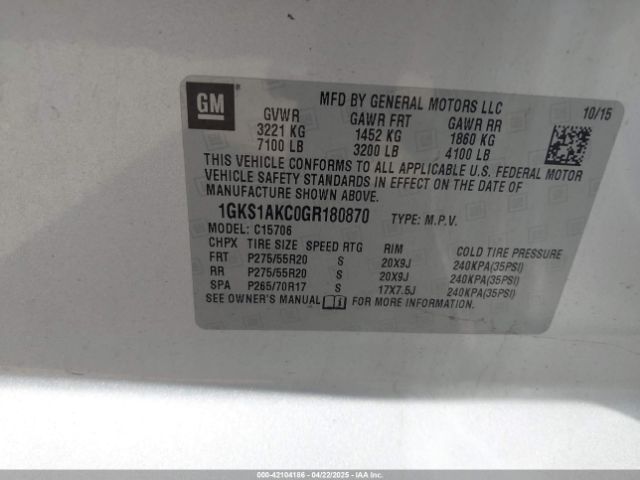 GM
MFD BY GENERAL MOTORS LLC
10/15
GVWR GAWR FRT GAWR RR
3221 KG 1452 KG 1860 KG
7100 LB 3200 LB 4100 LB
THIS VEHICLE CONFORMS TO ALL APPLICABLE U.S. FEDERAL MOTOR
VEHICLE SAFETY STANDARDS IN EFFECT ON THE DATE OF
MANUFACTURE SHOWN ABOVE.
1GKS1AKC0GR180870 TYPE: M.P.V.
MODEL: C15706
CHPX TIRE SIZE SPEED RTG RIM COLD TIRE PRESSURE
FRT P275/55R20 S 20X9J 240KPA(35PSI)
RR P275/55R20 S 20X9J 240KPA(35PSI)
SPA P265/70R17 S 17X7.5J 240KPA(35PSI)
SEE OWNER'S MANUAL FOR MORE INFORMATION.
000-42104186 - 04/22/2025 - IAAI.COM